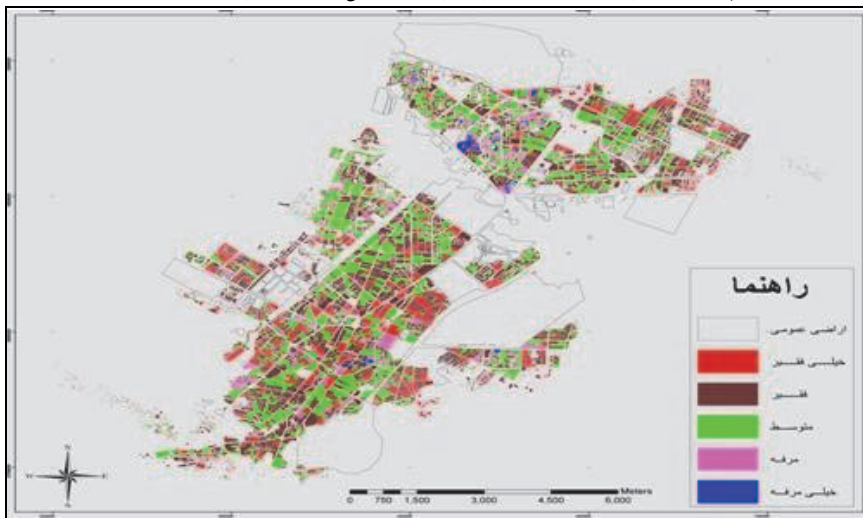 راهنما
اراضی عمومی
خیلی فقیر
فقیر
متوسط
مرفه
خیلی مرفه
N
W E
S
Meters
0 750 1,500 3,000 4,500 6,000